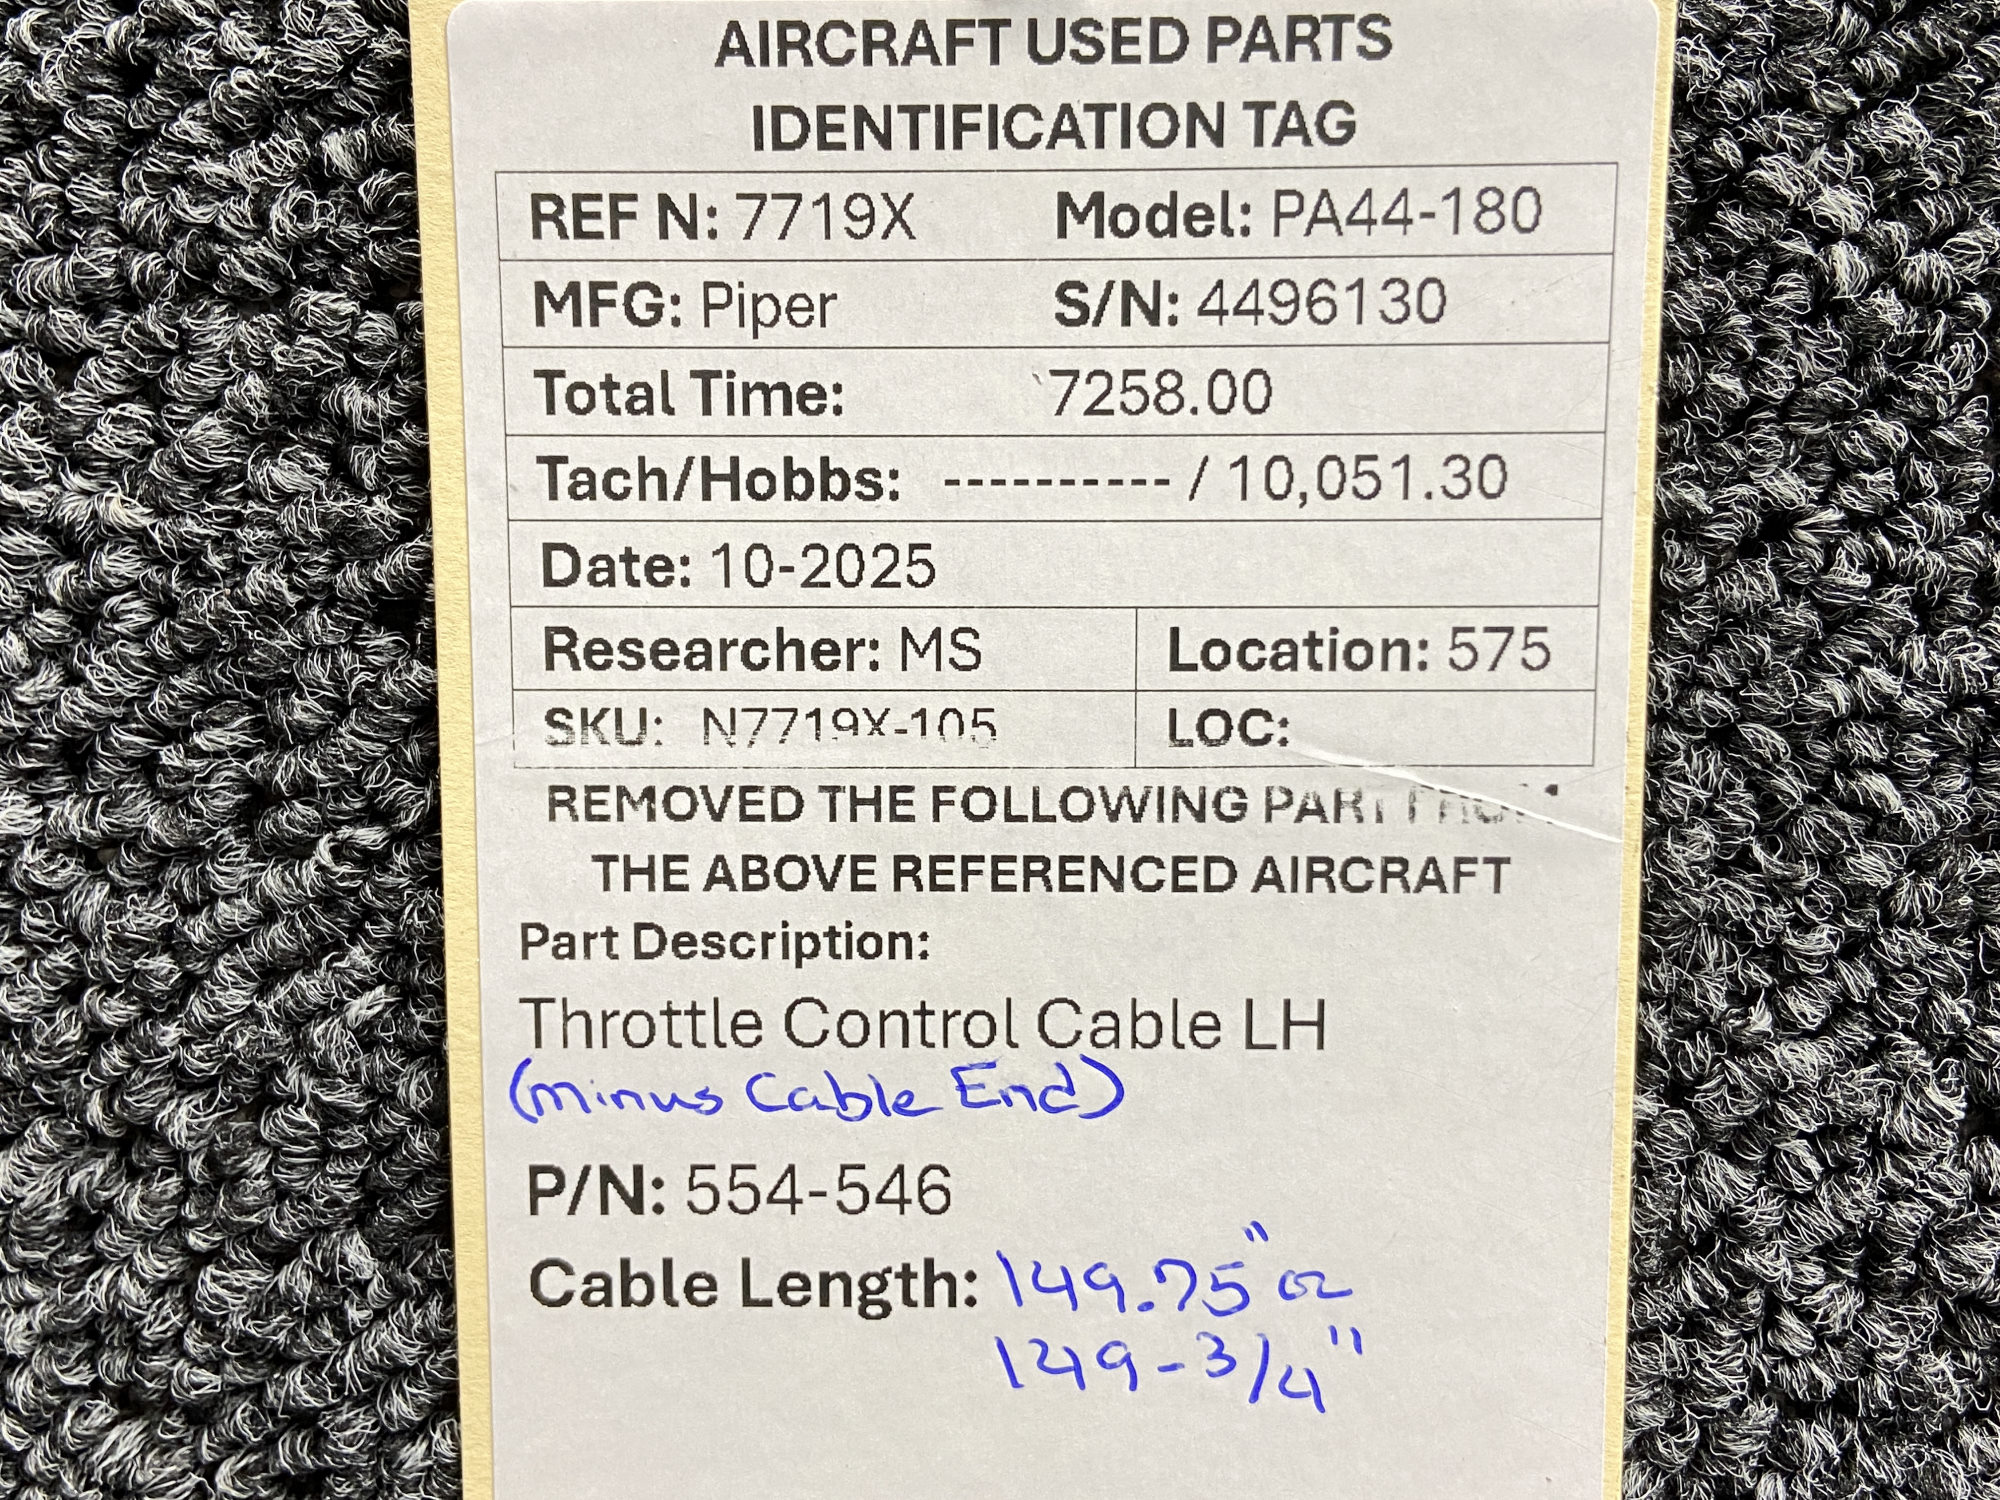 AIRCRAFT USED PARTS
IDENTIFICATION TAG
REF N: 7719X Model: PA44-180
MFG: Piper S/N: 4496130
Total Time: `7258.00
Tach/Hobbs: ---------- / 10,051.30
Date: 10-2025
Researcher: MS Location: 575
SKU: N7719X-105 LOC:
REMOVED THE FOLLOWING PART FROM
THE ABOVE REFERENCED AIRCRAFT
Part Description:
Throttle Control Cable LH
(minus Cable End)
P/N: 554-546
Cable Length: 149.75" or
149-3/4"